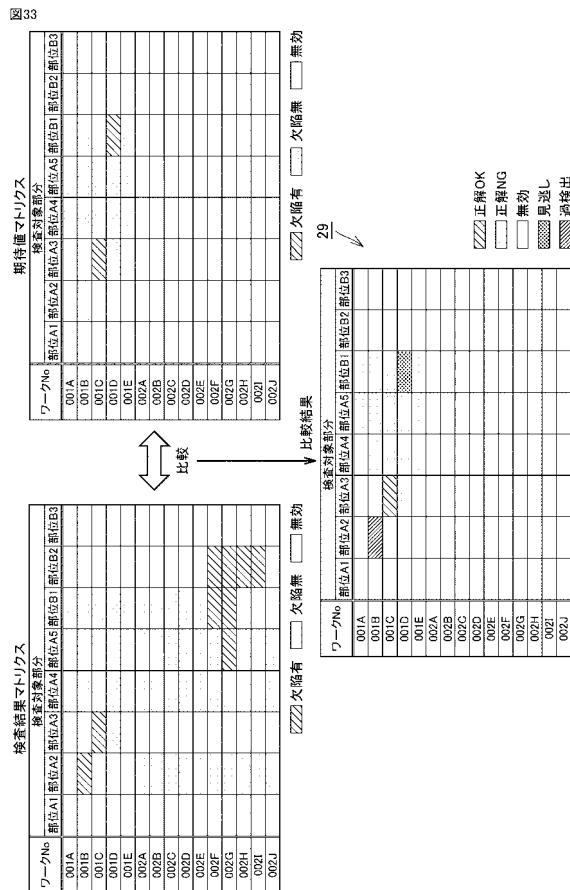 図33
検査結果マトリクス
ワークNo 検査対象部分
部位A1 部位A2 部位A3 部位A4 部位A5 部位B1 部位B2 部位B3
001A
001B
001C
001D
001E
002A
002B
002C
002D
002E
002F
002G
002H
002I
002J
欠陥有 欠陥無 無効
比較
期待値マトリクス
ワークNo 検査対象部分
部位A1 部位A2 部位A3 部位A4 部位A5 部位B1 部位B2 部位B3
001A
001B
001C
001D
001E
002A
002B
002C
002D
002E
002F
002G
002H
002I
002J
欠陥有 欠陥無 無効
比較結果
29
ワークNo 検査対象部分
部位A1 部位A2 部位A3 部位A4 部位A5 部位B1 部位B2 部位B3
001A
001B
001C
001D
001E
002A
002B
002C
002D
002E
002F
002G
002H
002I
002J
正解OK
正解NG
無効
見逃し
過検出